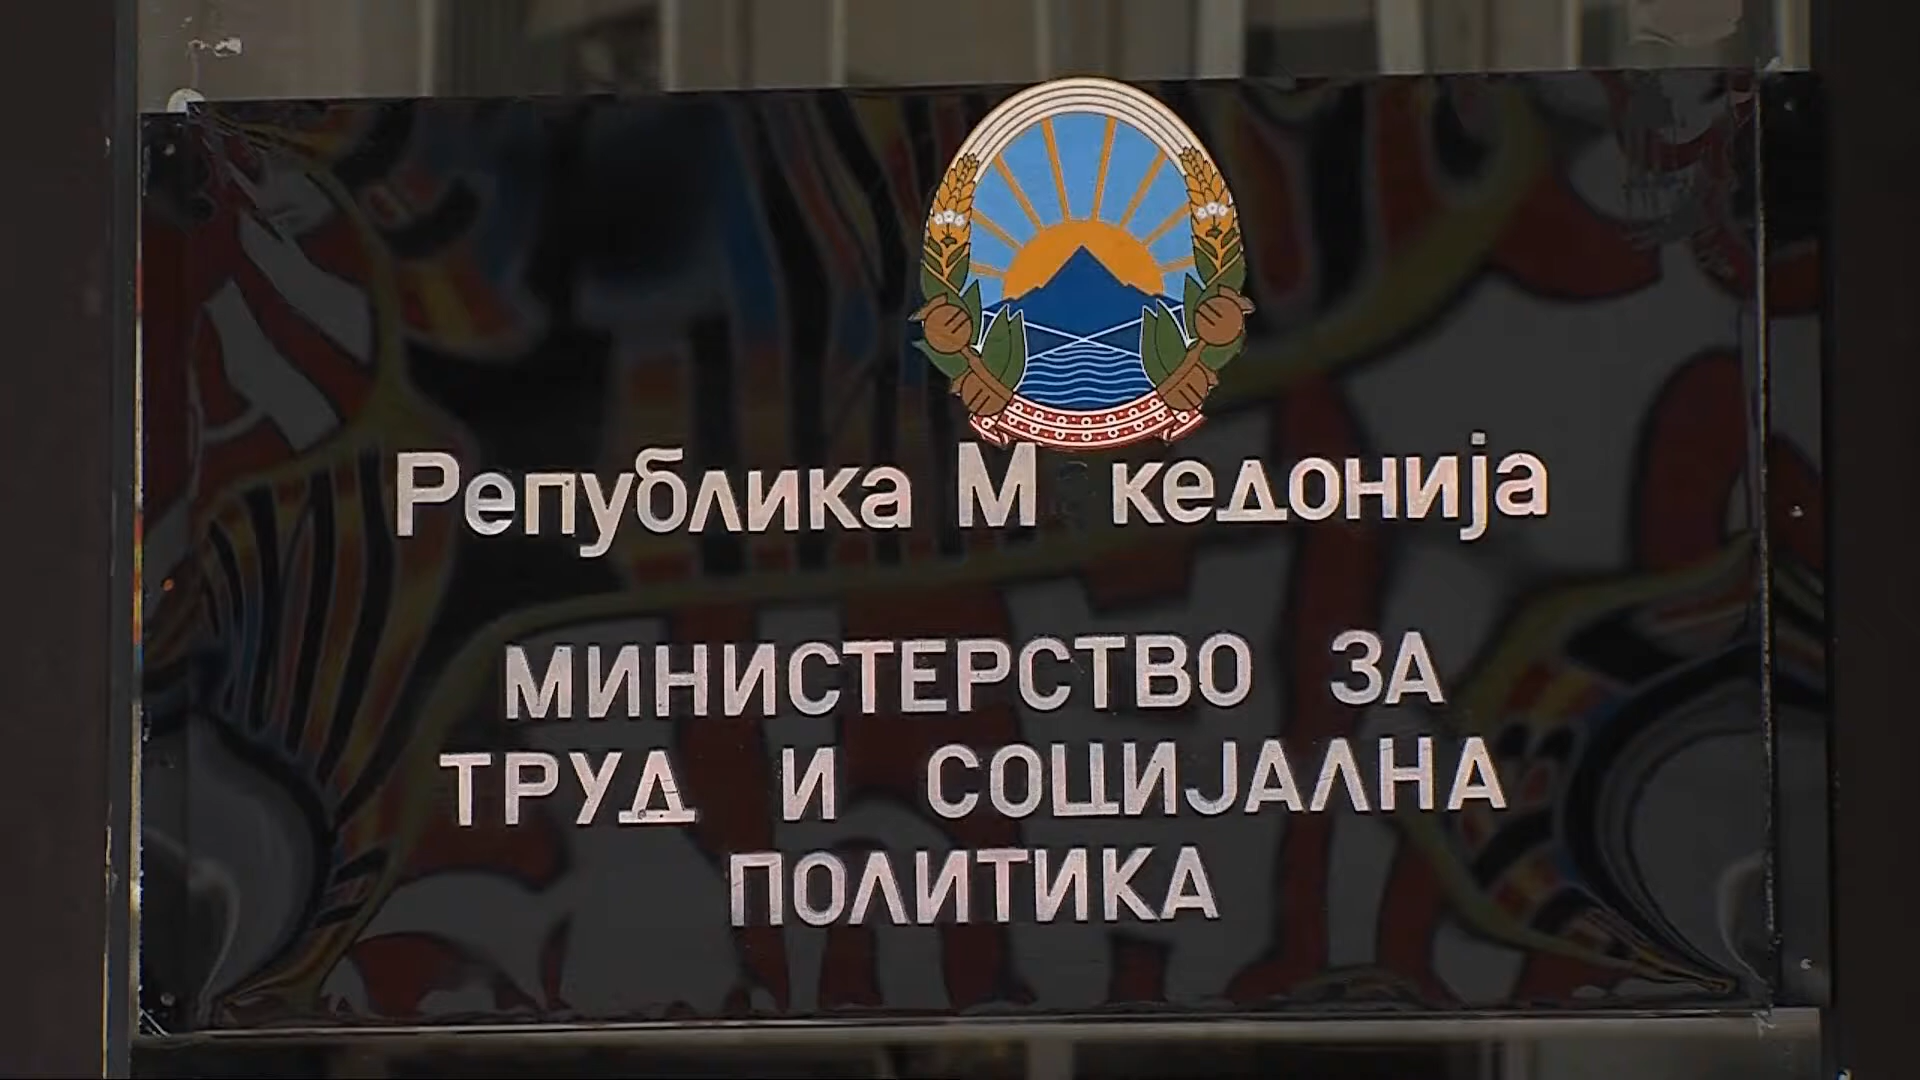 Република М кедонија
МИНИСТЕРСТВО ЗА
ТРУД И СОЦИЈАЛНА
ПОЛИТИКА